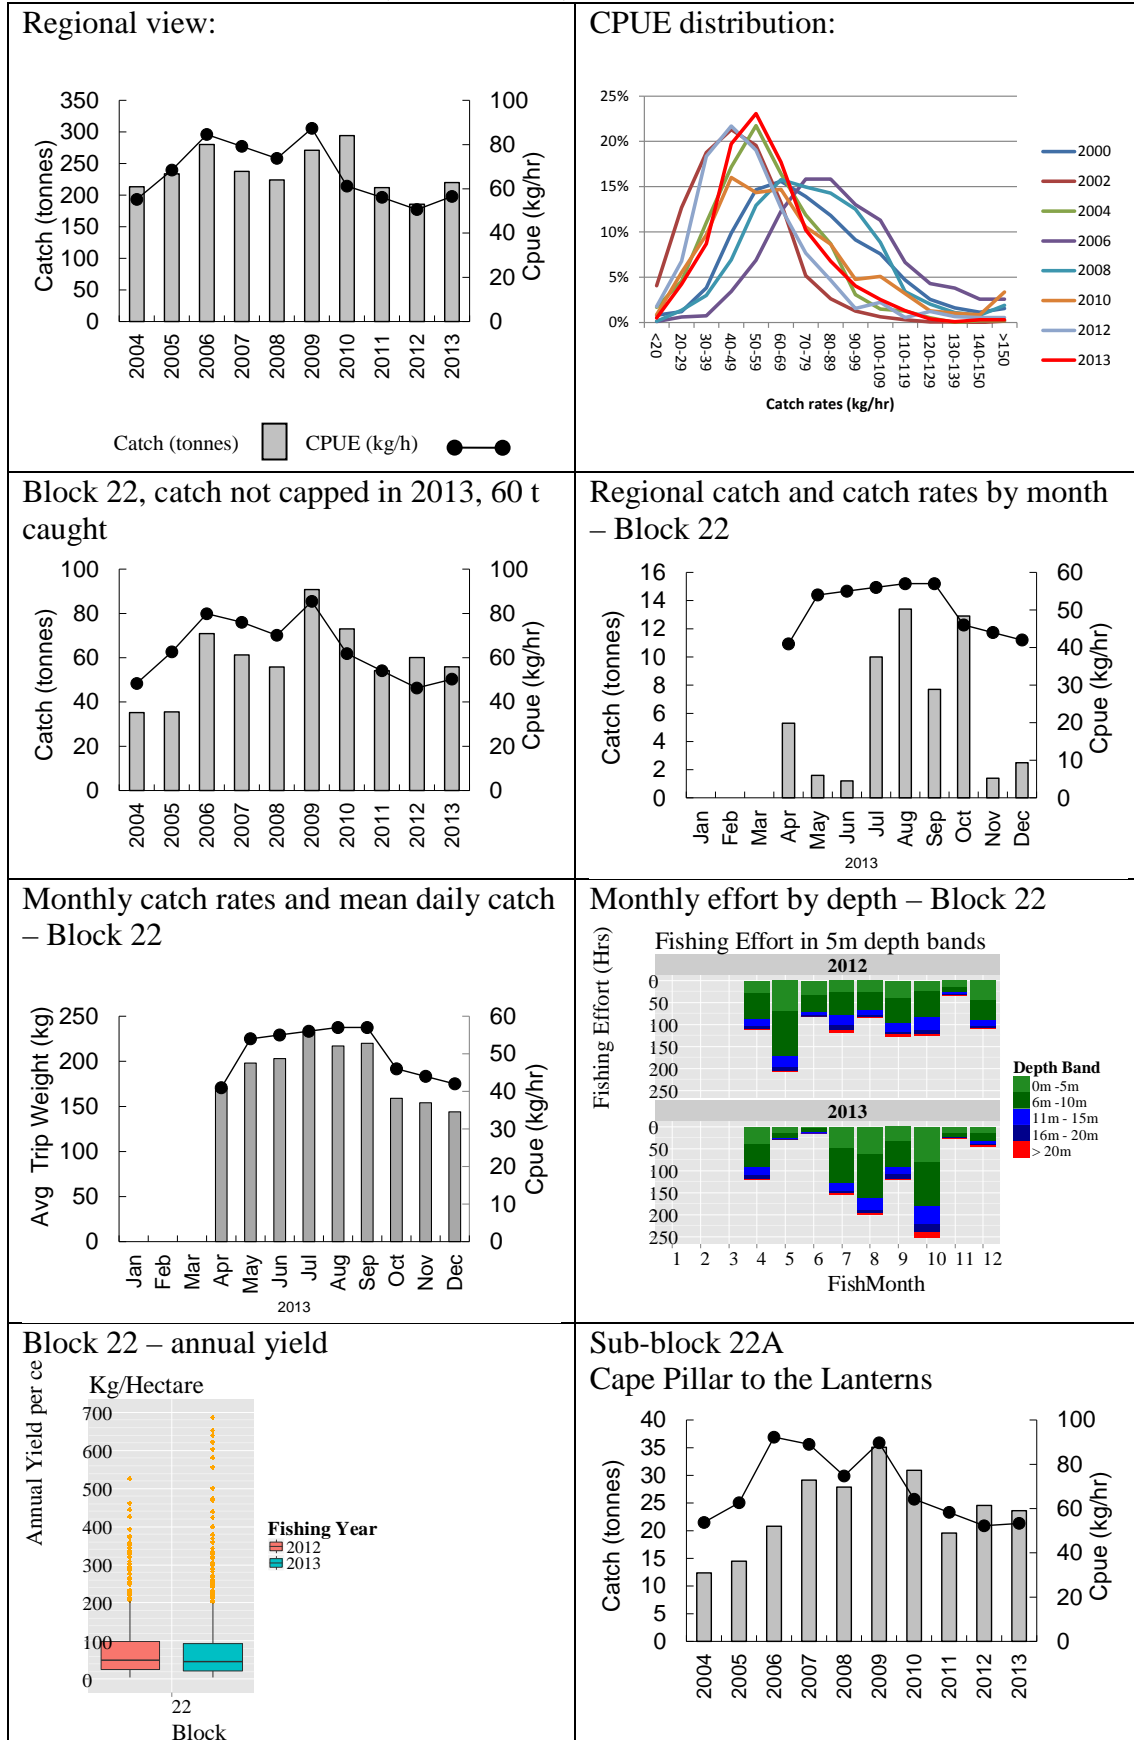 Regional view:
Catch (tonnes)
350
300
250
200
150
100
50
0
100
80
60
40
20
0
Cpue (kg/hr)
2004 2005 2006 2007 2008 2009 2010 2011 2012 2013
Catch (tonnes) CPUE (kg/h)
CPUE distribution:
25%
20%
15%
10%
5%
0%
<20 20-29 30-39 40-49 50-59 60-69 70-79 80-89 90-99 100-109 110-119 120-129 130-139 140-150 >150
Catch rates (kg/hr)
2000
2002
2004
2006
2008
2010
2012
2013
Block 22, catch not capped in 2013, 60 t
caught
Catch (tonnes)
100
80
60
40
20
0
100
80
60
40
20
0
Cpue (kg/hr)
2004 2005 2006 2007 2008 2009 2010 2011 2012 2013
Regional catch and catch rates by month
– Block 22
Catch (tonnes)
16
14
12
10
8
6
4
2
0
60
50
40
30
20
10
0
Cpue (kg/hr)
Jan Feb Mar Apr May Jun Jul Aug Sep Oct Nov Dec
2013
Monthly catch rates and mean daily catch
– Block 22
Avg Trip Weight (kg)
250
200
150
100
50
0
60
50
40
30
20
10
0
Cpue (kg/hr)
Jan Feb Mar Apr May Jun Jul Aug Sep Oct Nov Dec
2013
Monthly effort by depth – Block 22
Fishing Effort in 5m depth bands
Fishing Effort (Hrs)
2012
0
50
100
150
200
250
2013
0
50
100
150
200
250
1 2 3 4 5 6 7 8 9 10 11 12
FishMonth
Depth Band
0m -5m
6m -10m
11m - 15m
16m - 20m
> 20m
Block 22 – annual yield
Kg/Hectare
Annual Yield per ce
700
600
500
400
300
200
100
0
22
Block
Fishing Year
2012
2013
Sub-block 22A
Cape Pillar to the Lanterns
Catch (tonnes)
40
35
30
25
20
15
10
5
0
100
80
60
40
20
0
Cpue (kg/hr)
2004 2005 2006 2007 2008 2009 2010 2011 2012 2013